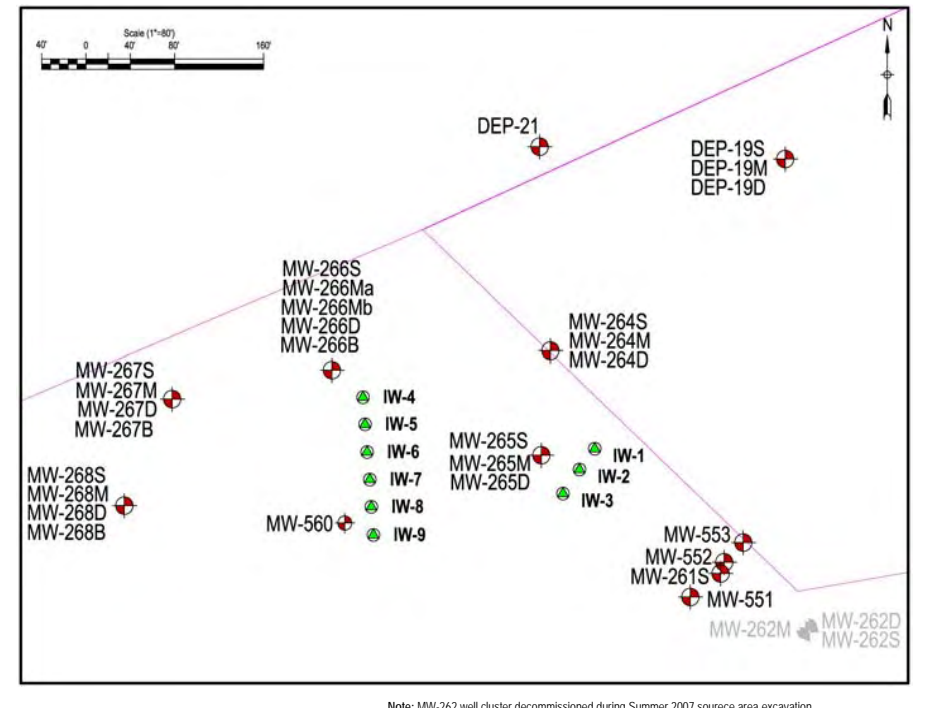 Scale (1"=80')
40' 0 40' 80' 160'
N
DEP-21
DEP-19S
DEP-19M
DEP-19D
MW-266S
MW-266Ma
MW-266Mb
MW-266D
MW-266B
MW-264S
MW-264M
MW-264D
MW-267S
MW-267M
MW-267D
MW-267B
IW-4
IW-5
IW-6
IW-7
IW-8
IW-9
MW-265S
MW-265M
MW-265D
IW-1
IW-2
IW-3
MW-268S
MW-268M
MW-268D
MW-268B
MW-560
MW-553
MW-552
MW-261S
MW-551
MW-262M
MW-262D
MW-262S
Note: MW-262 well cluster decommissioned during Summer 2007 sourece area excavation